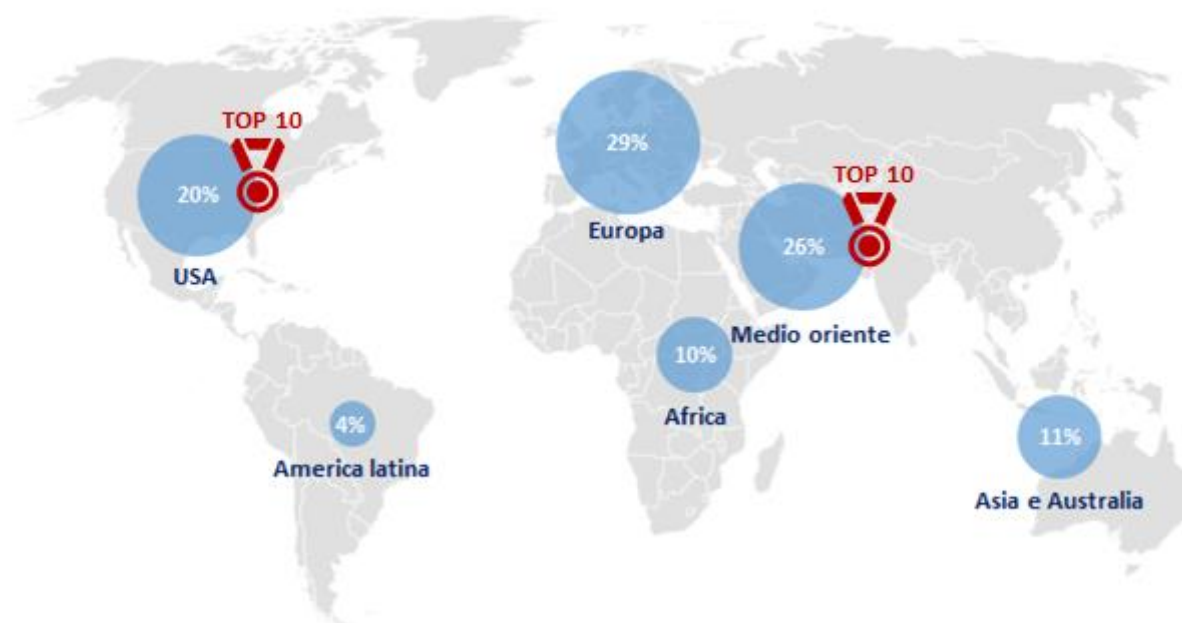 TOP 10
20%
USA
29%
Europa
TOP 10
26%
Medio oriente
10%
Africa
4%
America latina
11%
Asia e Australia